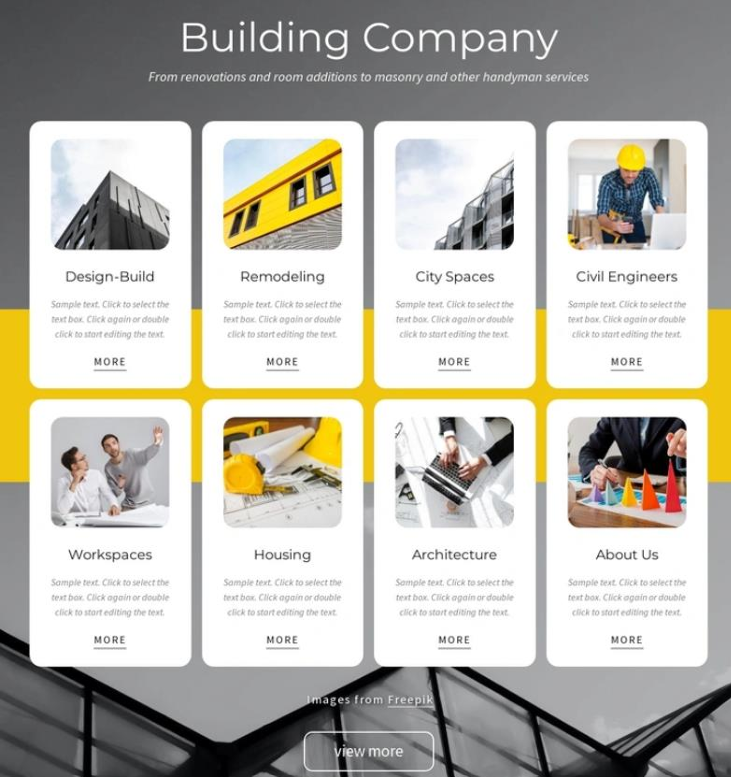 Building Company
From renovations and room additions to masonry and other handyman services
Design-Build
Sample text. Click to select the
text box. Click again or double
click to start editing the text.
MORE
Remodeling
Sample text. Click to select the
text box. Click again or double
click to start editing the text.
MORE
City Spaces
Sample text. Click to select the
text box. Click again or double
click to start editing the text.
MORE
Civil Engineers
Sample text. Click to select the
text box. Click again or double
click to start editing the text.
MORE
Workspaces
Sample text. Click to select the
text box. Click again or double
click to start editing the text.
MORE
Housing
Sample text. Click to select the
text box. Click again or double
click to start editing the text.
MORE
Architecture
Sample text. Click to select the
text box. Click again or double
click to start editing the text.
MORE
About Us
Sample text. Click to select the
text box. Click again or double
click to start editing the text.
MORE
Images from Freepik
view more